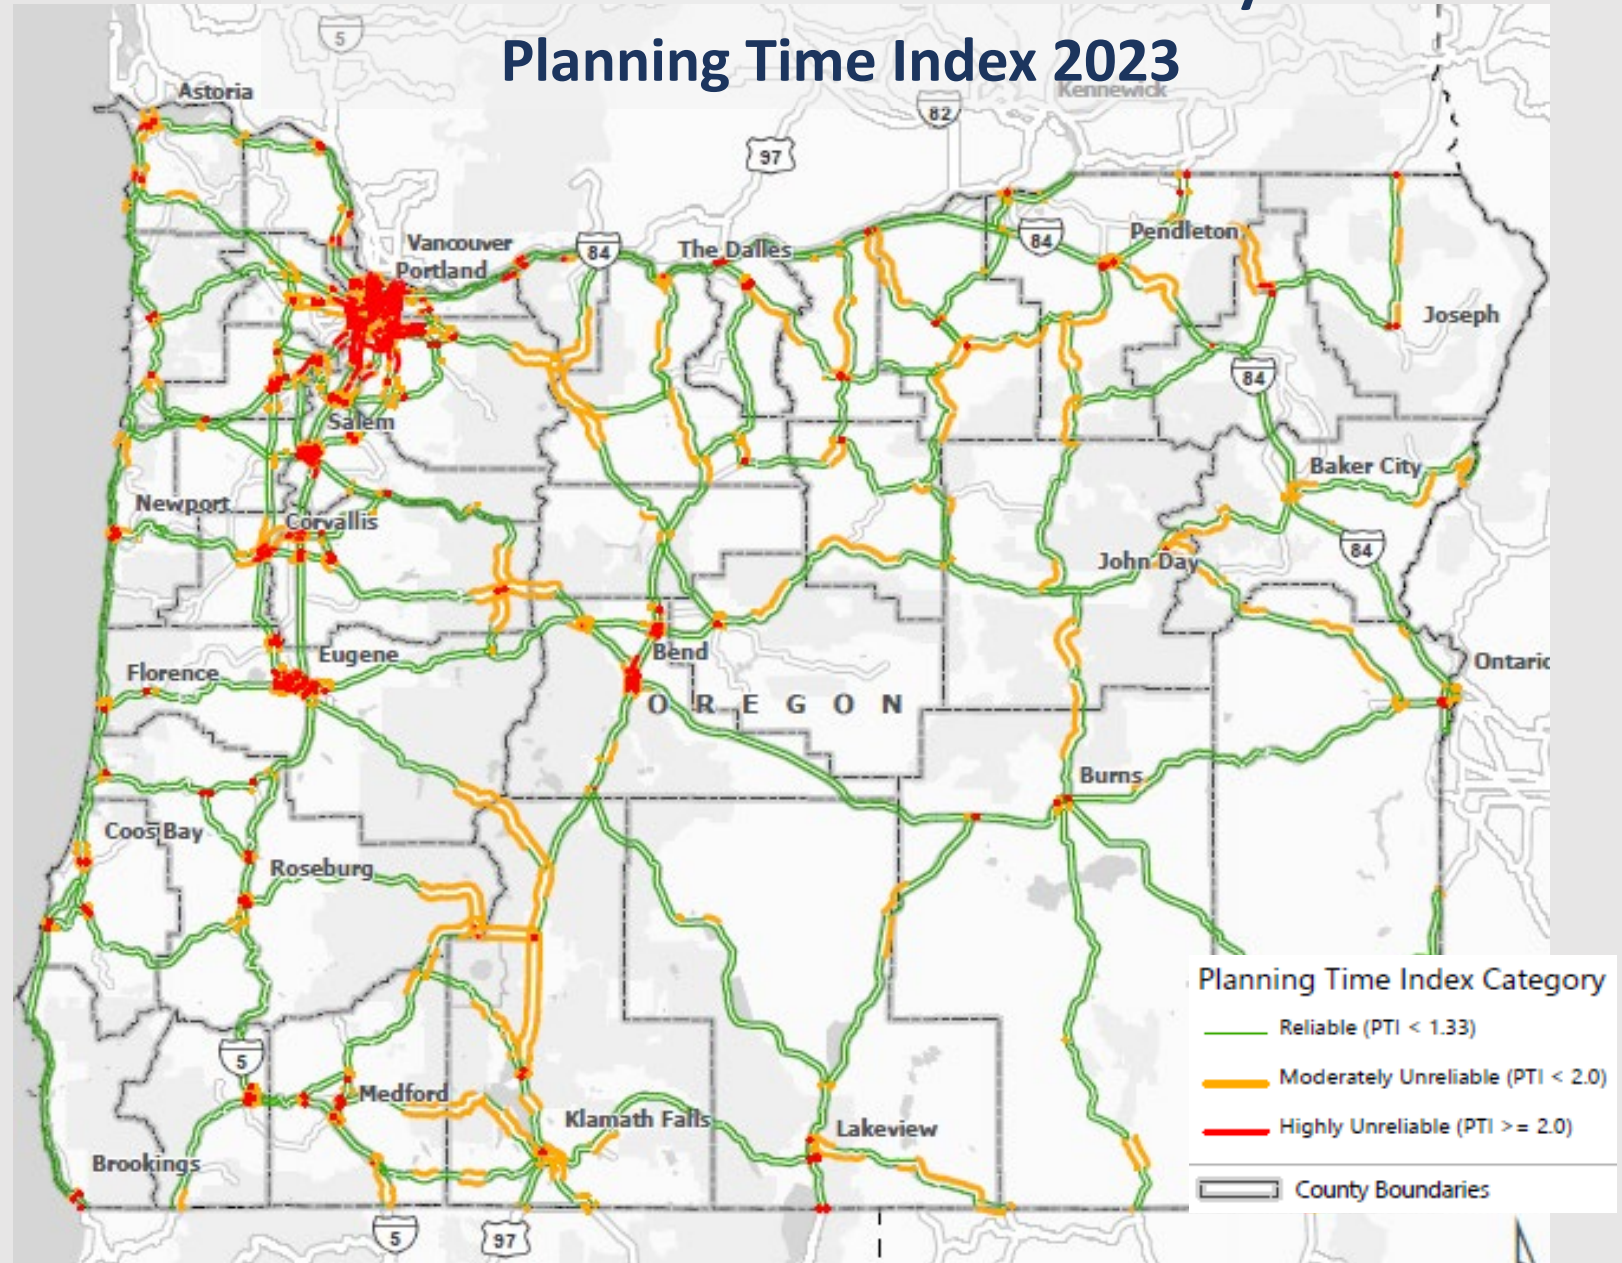 Planning Time Index 2023
5
Astoria
Kennewick
82
97
Vancouver
Portland
84
The Dalles
84
Pendleton
Joseph
84
Salem
Baker City
Newport
Corvallis
84
John Day
Eugene
Bend
Florence
Ontario
OREGON
Burns
Coos Bay
Roseburg
5
Medford
Klamath Falls
Lakeview
Brookings
5
97
Planning Time Index Category
Reliable (PTI < 1.33)
Moderately Unreliable (PTI < 2.0)
Highly Unreliable (PTI >= 2.0)
County Boundaries